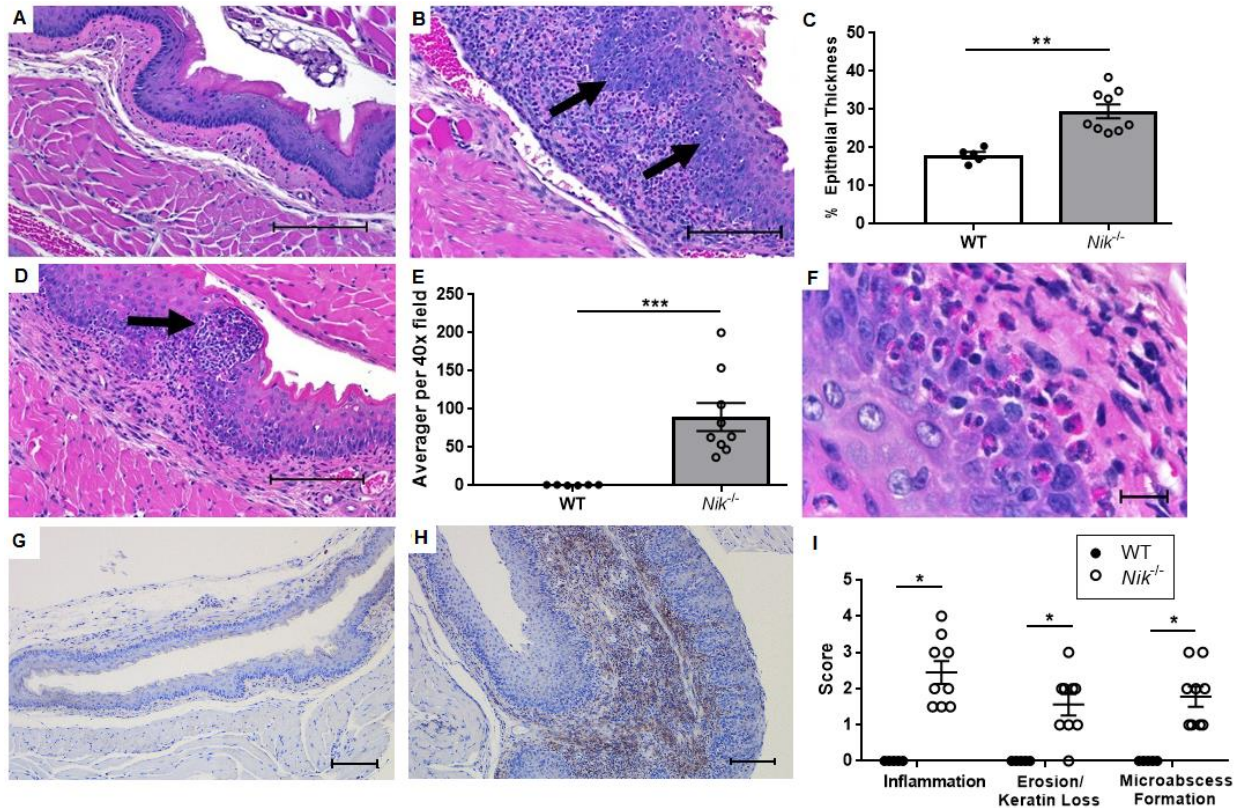 A
B
C
50
40
30
20
10
0
% Epithelial Thickness
**
WT
Nik-/-
D
E
250
200
150
100
50
0
Averager per 40x field
***
WT
Nik-/-
F
G
H
I
WT
Nik-/-
5
4
3
2
1
0
Score
*
*
*
Inflammation
Erosion/
Keratin Loss
Microabscess
Formation